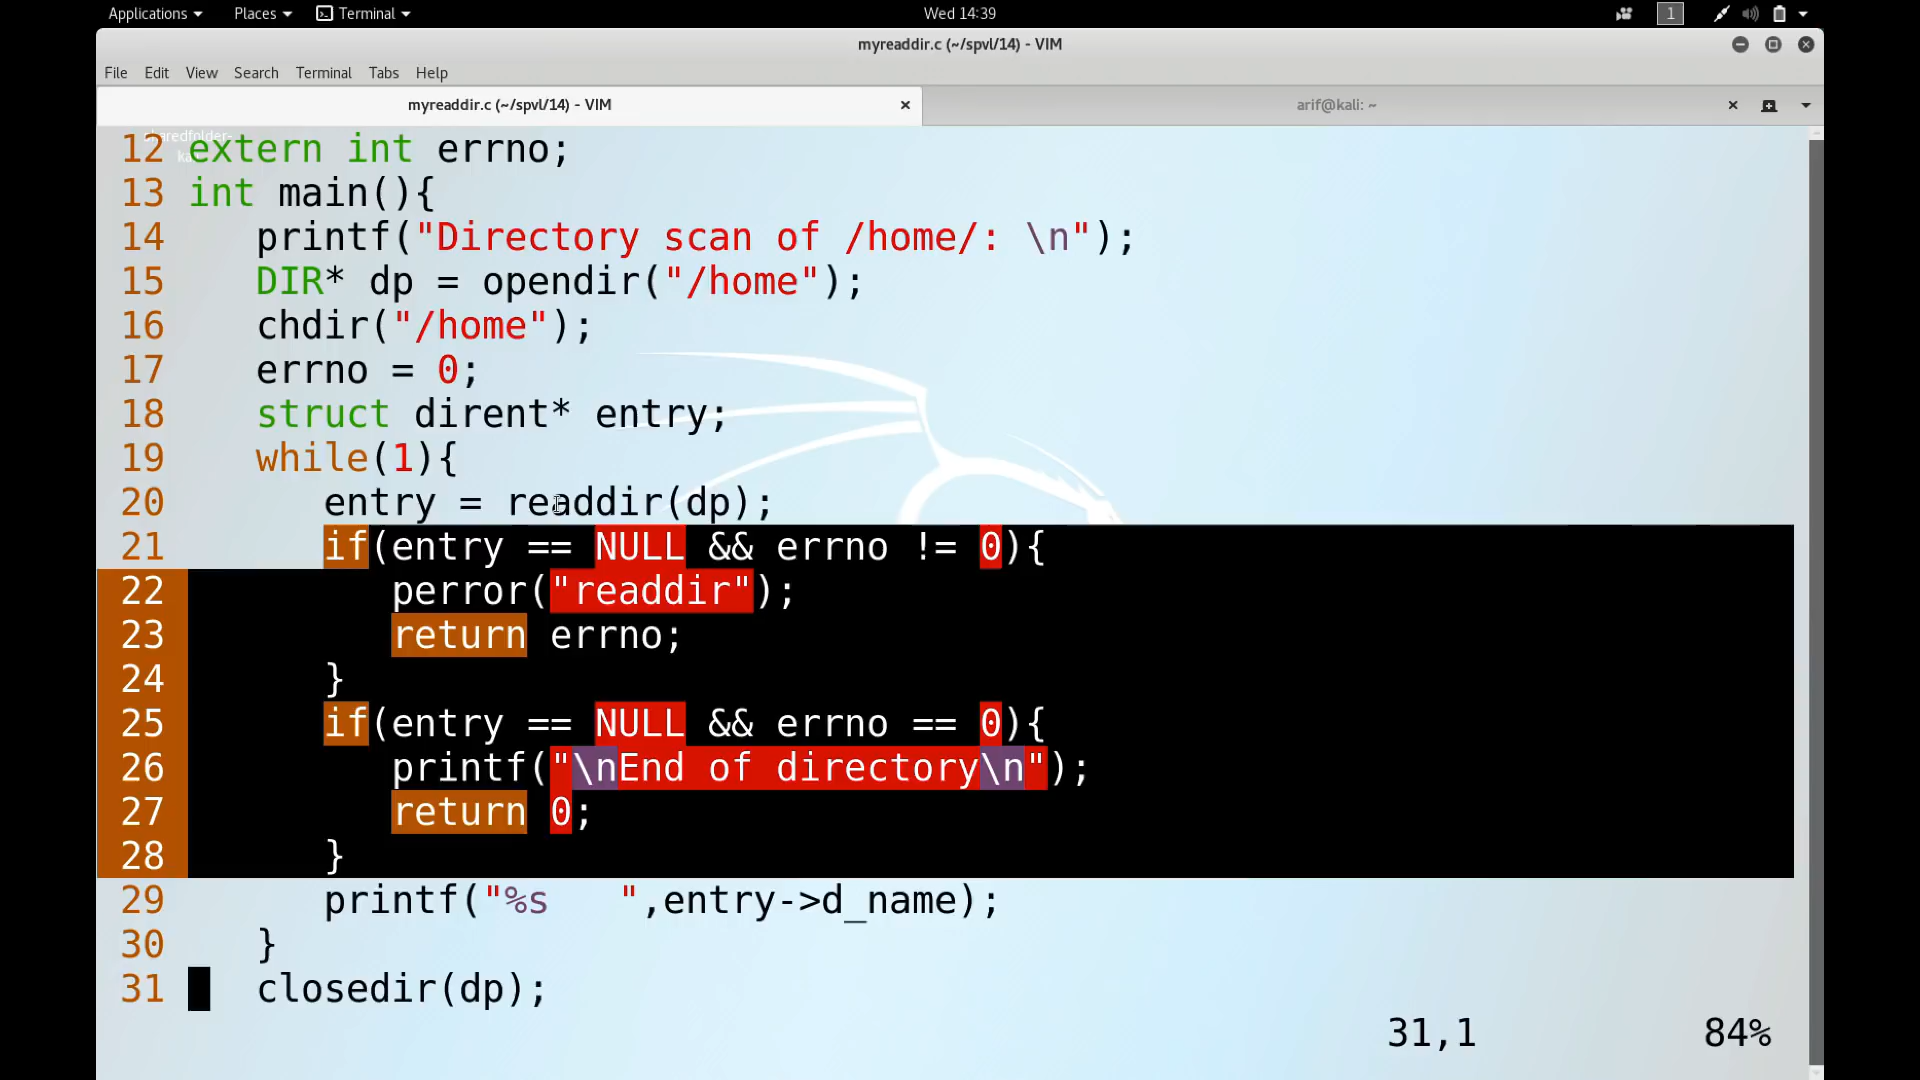 Applications Places Terminal Wed 14:39 1
myreaddir.c (~/spvl/14) - VIM
File Edit View Search Terminal Tabs Help
myreaddir.c (~/spvl/14) - VIM arif@kali: ~
sharedfolder-
12 extern int errno;
13 int main(){
14 printf("Directory scan of /home/: \n");
15 DIR* dp = opendir("/home");
16 chdir("/home");
17 errno = 0;
18 struct dirent* entry;
19 while(1){
20 entry = readdir(dp);
21 if(entry == NULL && errno != 0){
22 perror("readdir");
23 return errno;
24 }
25 if(entry == NULL && errno == 0){
26 printf("\nEnd of directory\n");
27 return 0;
28 }
29 printf("%s   ",entry->d_name);
30 }
31 closedir(dp);
31,1 84%